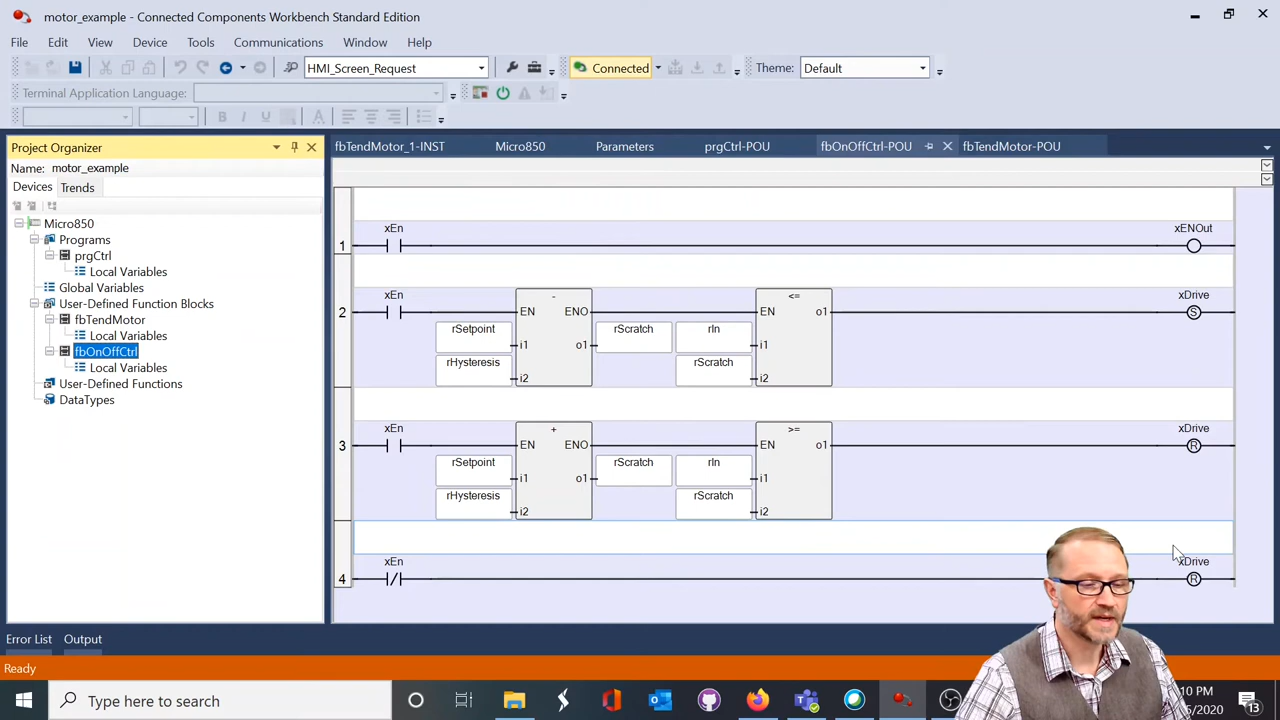 motor_example - Connected Components Workbench Standard Edition
File Edit View Device Tools Communications Window Help
HMI_Screen_Request Connected Theme: Default
Terminal Application Language:
Project Organizer
Name: motor_example
Devices Trends
Micro850
Programs
prgCtrl
Local Variables
Global Variables
User-Defined Function Blocks
fbTendMotor
Local Variables
fbOnOffCtrl
Local Variables
User-Defined Functions
DataTypes
fbTendMotor_1-INST Micro850 Parameters prgCtrl-POU fbOnOffCtrl-POU fbTendMotor-POU
xEn xENOut
1
xEn - <= xDrive
2 EN ENO EN o1 S
rSetpoint rScratch rIn
i1 o1 i1
rHysteresis rScratch
i2 i2
xEn + >= xDrive
3 EN ENO EN o1 R
rSetpoint rScratch rIn
i1 o1 i1
rHysteresis rScratch
i2 i2
xEn xDrive
4 R
Error List Output
Ready
Type here to search
10 PM
2020
13